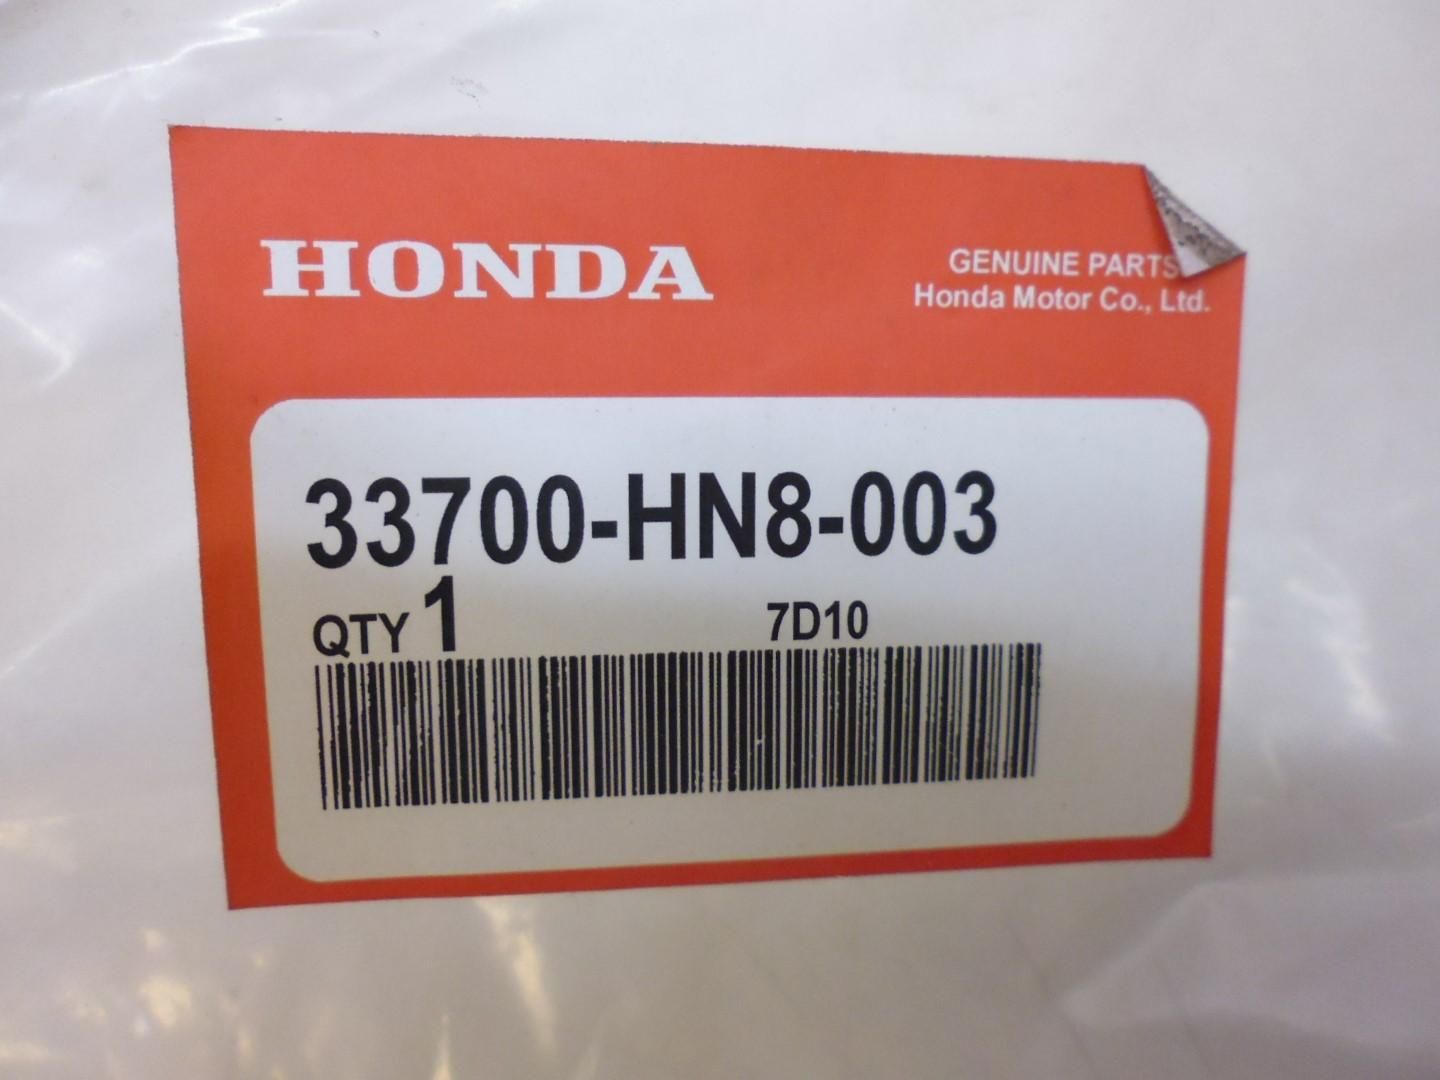 HONDA
GENUINE PARTS
Honda Motor Co., Ltd.
33700-HN8-003
QTY 1 7D10